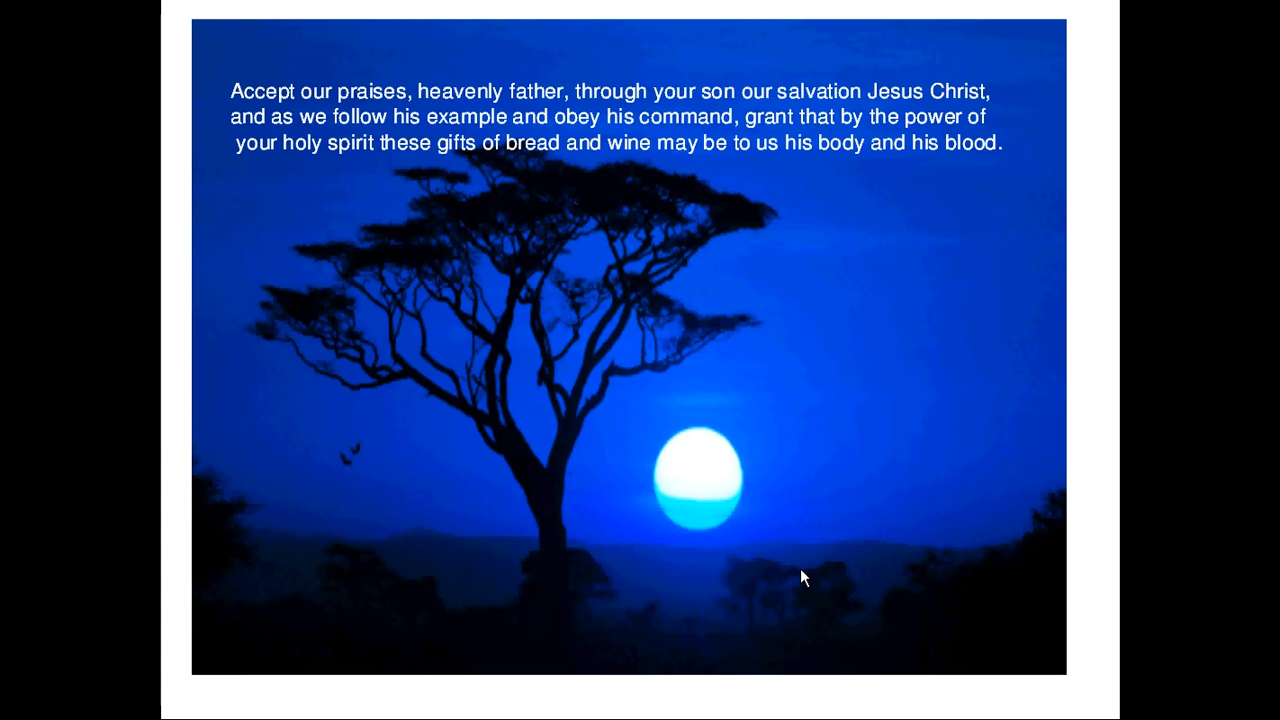 Accept our praises, heavenly father, through your son our salvation Jesus Christ,
and as we follow his example and obey his command, grant that by the power of
your holy spirit these gifts of bread and wine may be to us his body and his blood.